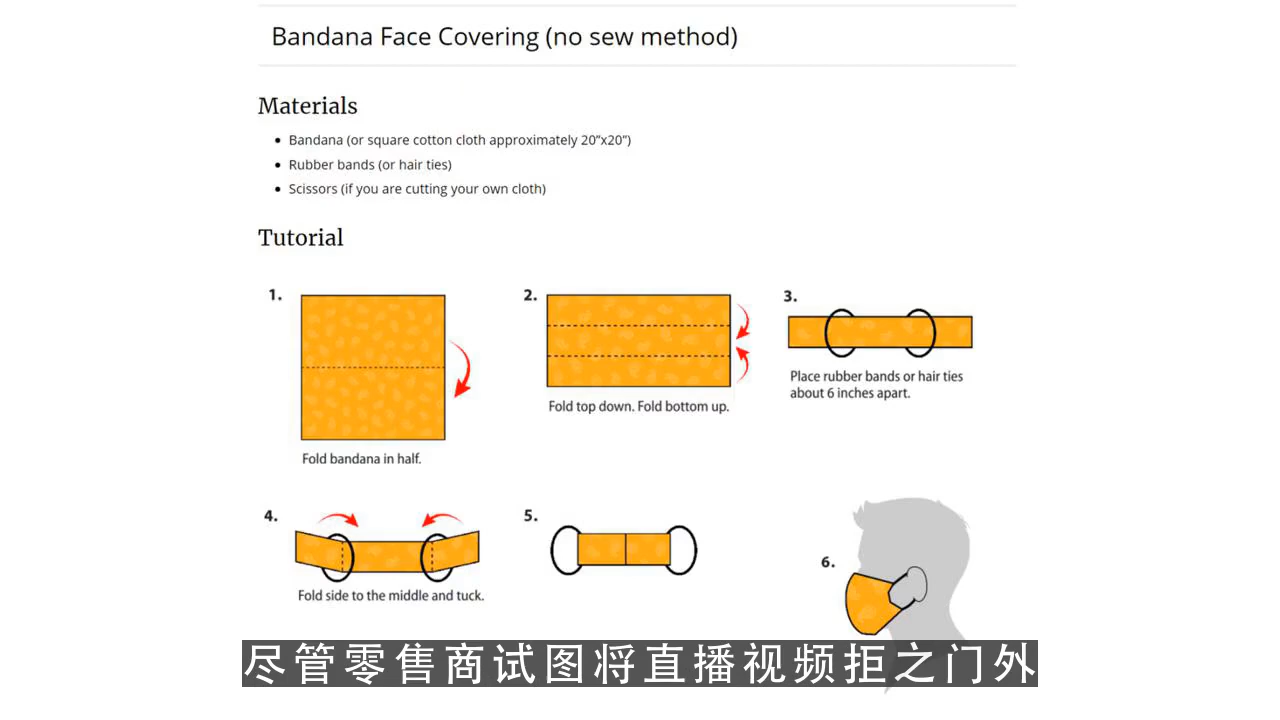 Bandana Face Covering (no sew method)
Materials
• Bandana (or square cotton cloth approximately 20”x20”)
• Rubber bands (or hair ties)
• Scissors (if you are cutting your own cloth)
Tutorial
1.
Fold bandana in half.
2.
Fold top down. Fold bottom up.
3.
Place rubber bands or hair ties
about 6 inches apart.
4.
Fold side to the middle and tuck.
5.
6.
尽管零售商试图将直播视频拒之门外